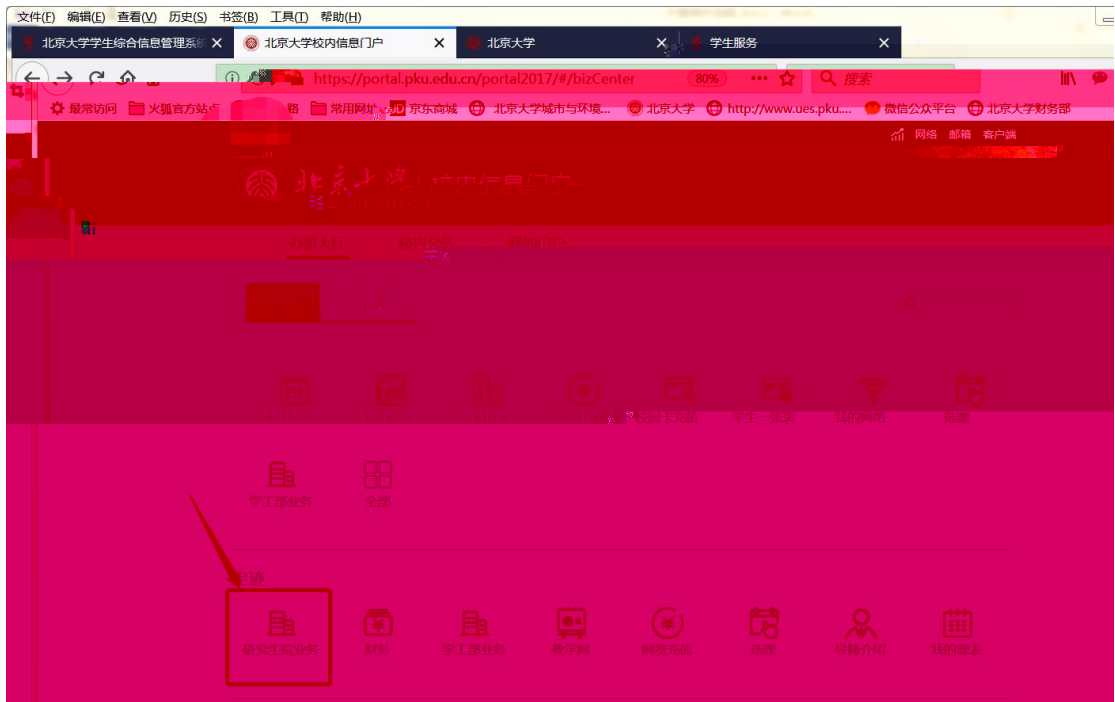 文件(F) 编辑(E) 查看(V) 历史(S) 书签(B) 工具(T) 帮助(H)
北京大学学生综合信息管理系统 北京大学校内信息门户 北京大学 学生服务
https://portal.pku.edu.cn/portal2017/#/bizCenter 80% 搜索
最常访问 火狐官方站点 常用网址 JD 京东商城 北京大学城市与环境... 北京大学 http://www.ues.pku.... 微信公众平台 北京大学财务部
网络 邮箱 客户端
北京大学 校内信息门户
办事大厅 校内公告 我的门户
校园卡充值 学生一张表 我的网络 选课
学工部业务 全部
足迹
研究生院业务 财务 学工部业务 教学网 网费充值 选课 导师介绍 我的课表